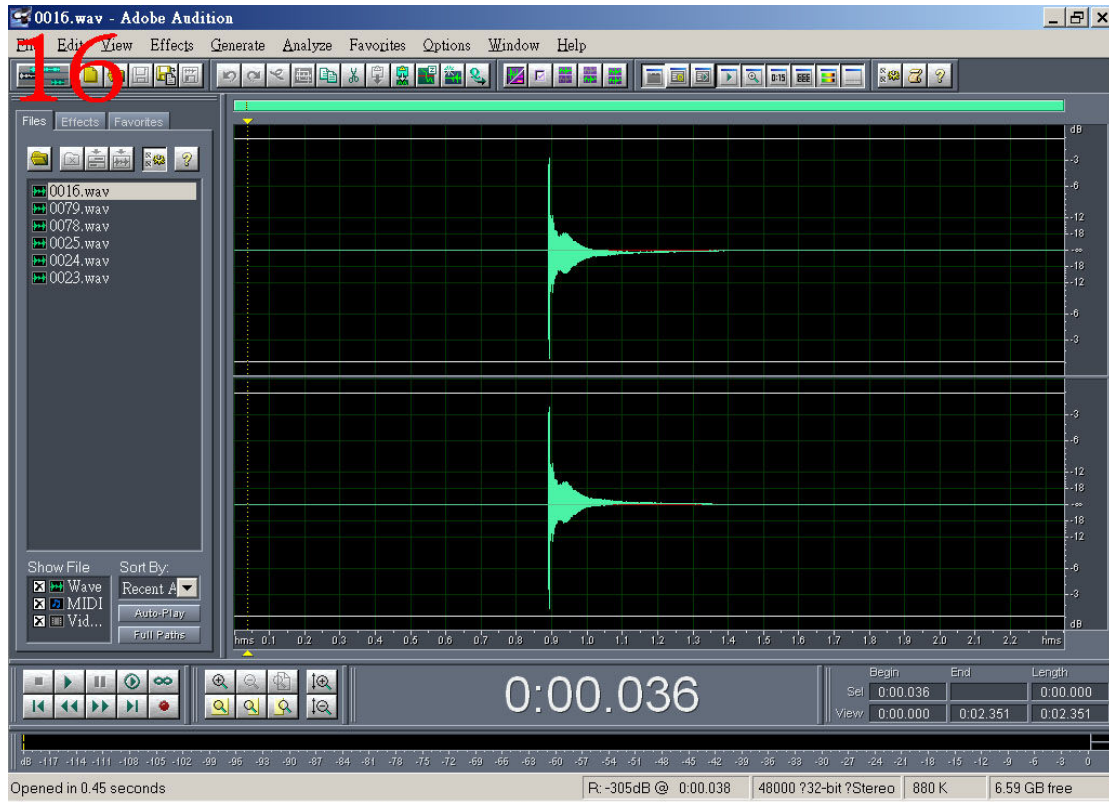 0016.wav - Adobe Audition
16
Edit View Effects Generate Analyze Favorites Options Window Help
Files Effects Favorites
0016.wav
0079.wav
0078.wav
0025.wav
0024.wav
0023.wav
Show File Sort By:
Wave Recent A
MIDI
Vid...
Auto-Play
Full Paths
dB
-3
-6
-12
-18
-∞
-18
-12
-6
-3
-3
-6
-12
-18
-∞
-18
-12
-6
-3
dB
hms 0.1 0.2 0.3 0.4 0.5 0.6 0.7 0.8 0.9 1.0 1.1 1.2 1.3 1.4 1.5 1.6 1.7 1.8 1.9 2.0 2.1 2.2 hms
0:00.036
Begin End Length
Sel 0:00.036 0:00.000
View 0:00.000 0:02.351 0:02.351
dB -117 -114 -111 -108 -105 -102 -99 -96 -93 -90 -87 -84 -81 -78 -75 -72 -69 -66 -63 -60 -57 -54 -51 -48 -45 -42 -39 -36 -33 -30 -27 -24 -21 -18 -15 -12 -9 -6 -3 0
Opened in 0.45 seconds R: -305dB @ 0:00.038 48000 ?32-bit ?Stereo 880 K 6.59 GB free